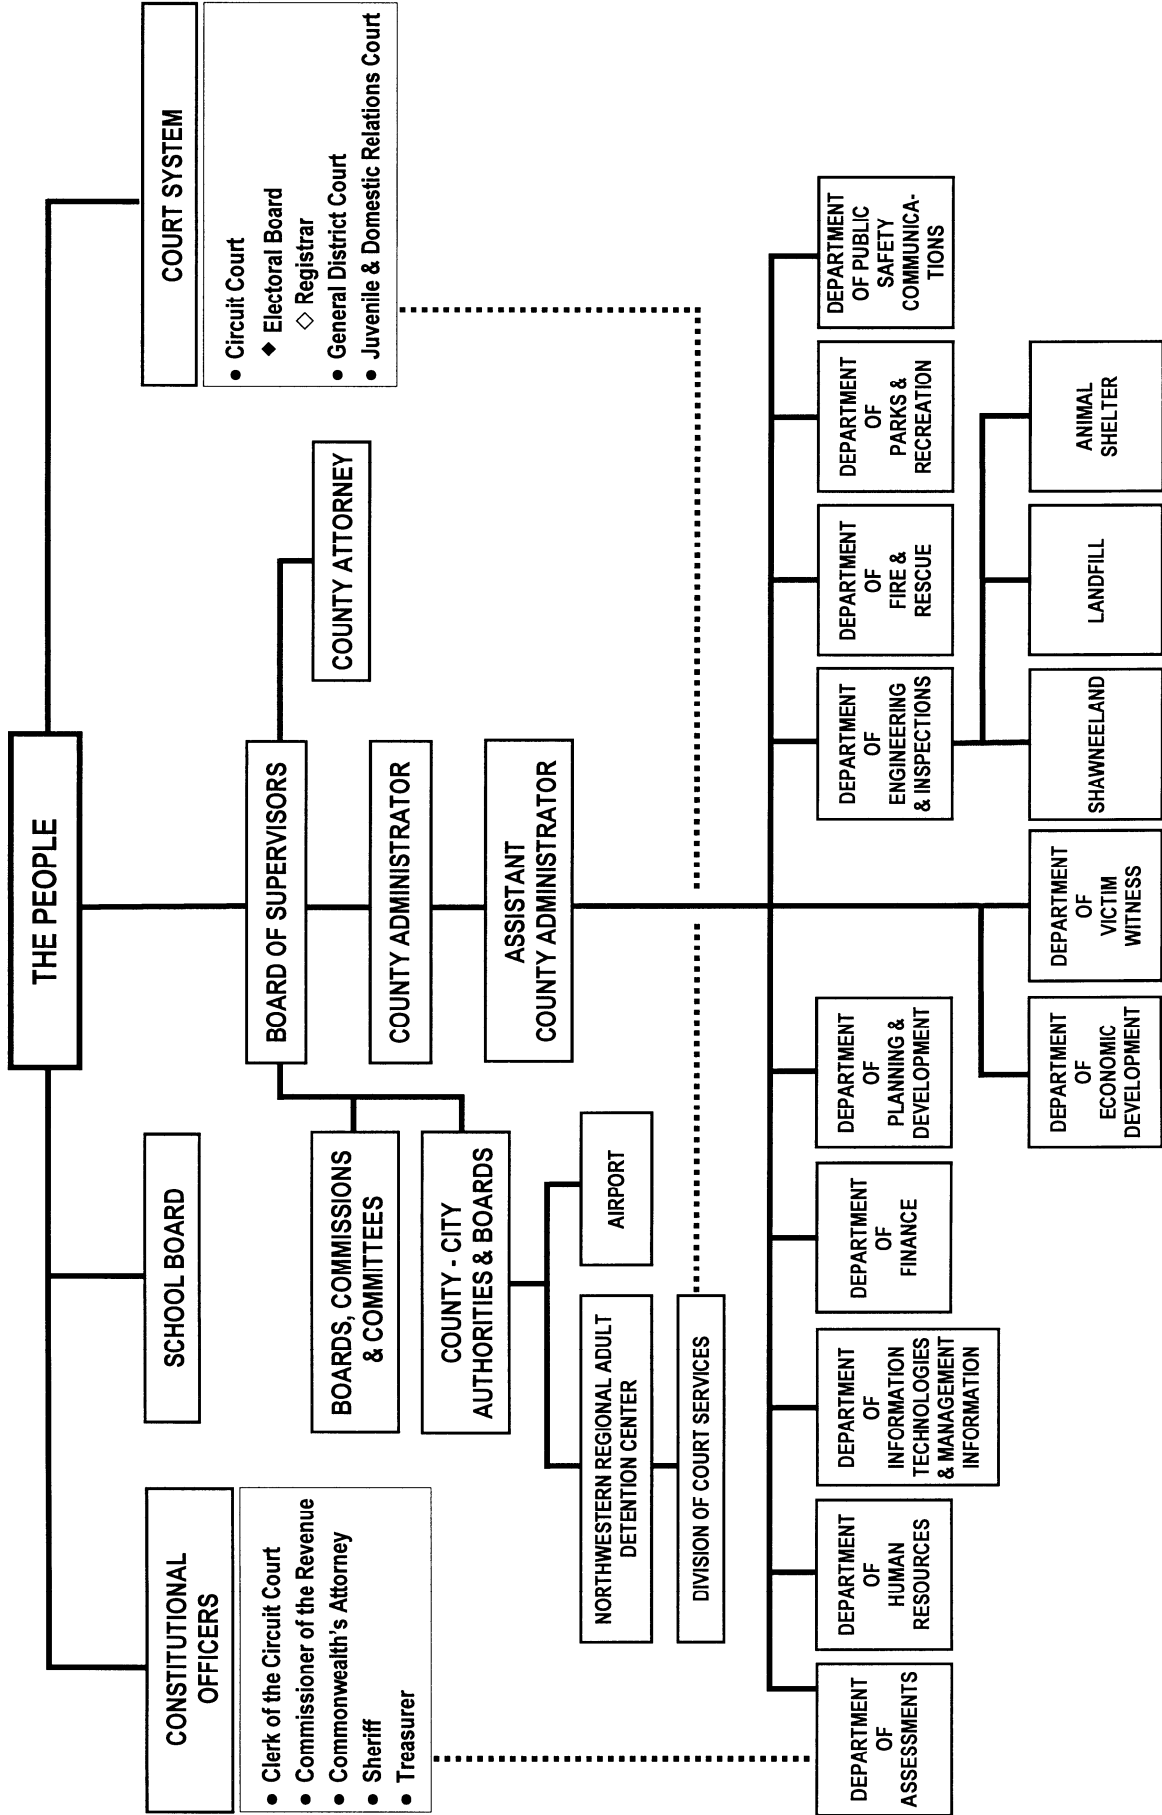 THE PEOPLE
CONSTITUTIONAL
OFFICERS
• Clerk of the Circuit Court
• Commissioner of the Revenue
• Commonwealth's Attorney
• Sheriff
• Treasurer
SCHOOL BOARD
COURT SYSTEM
• Circuit Court
◆ Electoral Board
◇ Registrar
• General District Court
• Juvenile & Domestic Relations Court
BOARD OF SUPERVISORS
COUNTY ATTORNEY
BOARDS, COMMISSIONS
& COMMITTEES
COUNTY ADMINISTRATOR
COUNTY - CITY
AUTHORITIES & BOARDS
ASSISTANT
COUNTY ADMINISTRATOR
NORTHWESTERN REGIONAL ADULT
DETENTION CENTER
AIRPORT
DIVISION OF COURT SERVICES
DEPARTMENT
OF
ASSESSMENTS
DEPARTMENT
OF
HUMAN
RESOURCES
DEPARTMENT
OF
INFORMATION
TECHNOLOGIES
& MANAGEMENT
INFORMATION
DEPARTMENT
OF
FINANCE
DEPARTMENT
OF
PLANNING &
DEVELOPMENT
DEPARTMENT
OF
ENGINEERING
& INSPECTIONS
DEPARTMENT
OF
FIRE &
RESCUE
DEPARTMENT
OF
PARKS &
RECREATION
DEPARTMENT
OF PUBLIC
SAFETY
COMMUNICA-
TIONS
DEPARTMENT
OF
ECONOMIC
DEVELOPMENT
DEPARTMENT
OF
VICTIM
WITNESS
SHAWNEELAND
LANDFILL
ANIMAL
SHELTER